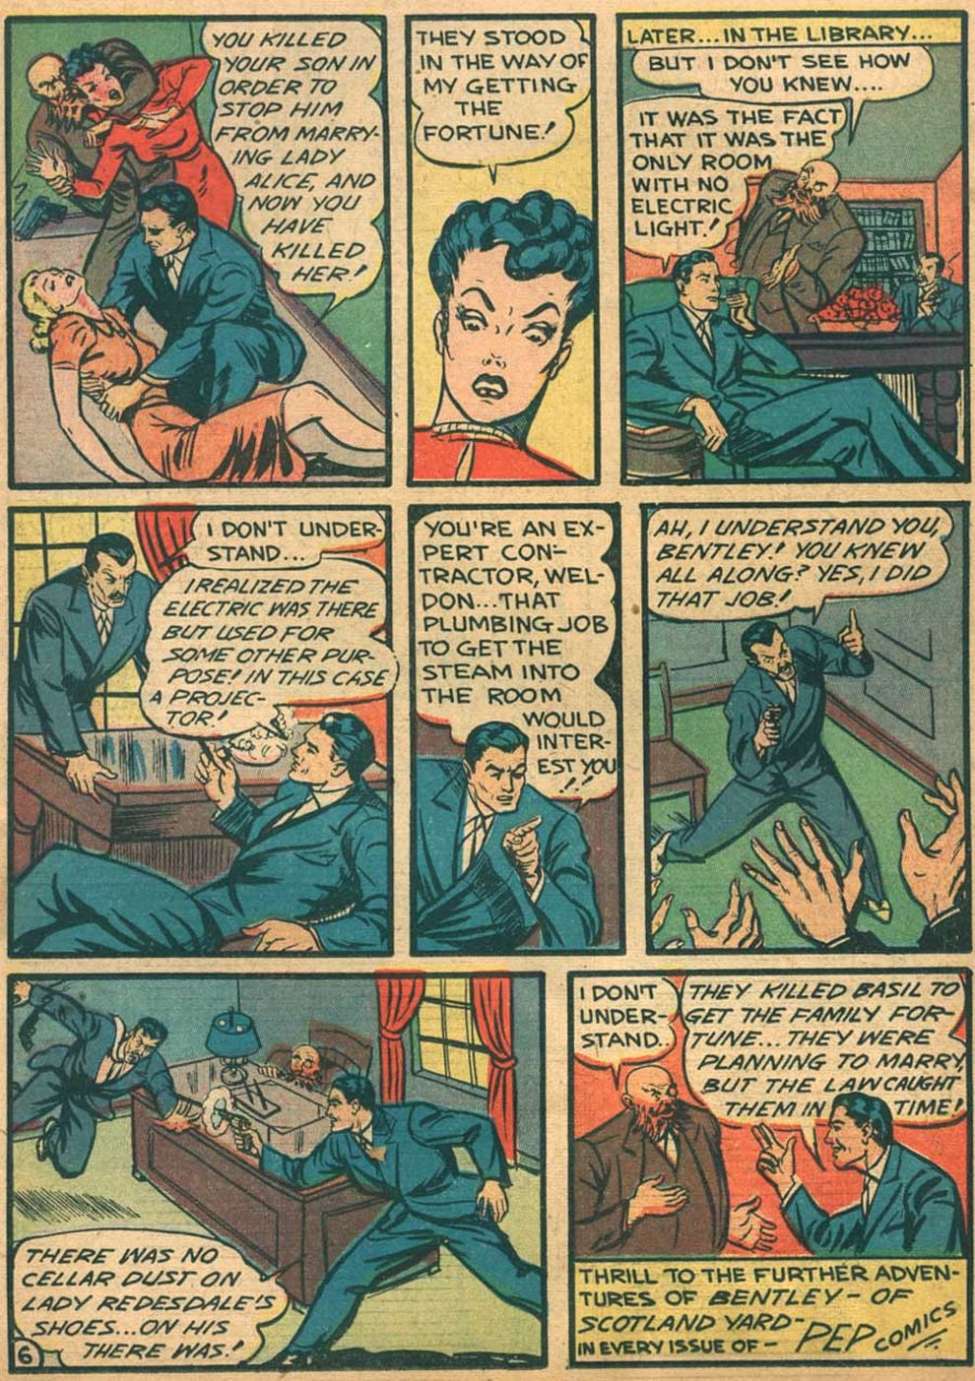 YOU KILLED
YOUR SON IN
ORDER TO
STOP HIM
FROM MARRY-
ING LADY
ALICE, AND
NOW YOU
HAVE
KILLED
HER!
THEY STOOD
IN THE WAY OF
MY GETTING
THE
FORTUNE!
LATER...IN THE LIBRARY...
BUT I DON'T SEE HOW
YOU KNEW....
IT WAS THE FACT
THAT IT WAS THE
ONLY ROOM
WITH NO
ELECTRIC
LIGHT!
I DON'T UNDER-
STAND...
I REALIZED THE
ELECTRIC WAS THERE
BUT USED FOR
SOME OTHER PUR-
POSE! IN THIS CASE
A PROJEC-
TOR!
YOU'RE AN EX-
PERT CON-
TRACTOR, WEL-
DON...THAT
PLUMBING JOB
TO GET THE
STEAM INTO
THE ROOM
WOULD
INTER-
EST YOU
!!
AH, I UNDERSTAND YOU,
BENTLEY! YOU KNEW
ALL ALONG? YES, I DID
THAT JOB!
THERE WAS NO
CELLAR DUST ON
LADY REDESDALE'S
SHOES...ON HIS
THERE WAS!
6
I DON'T
UNDER-
STAND..
THEY KILLED BASIL TO
GET THE FAMILY FOR-
TUNE...THEY WERE
PLANNING TO MARRY,
BUT THE LAW CAUGHT
THEM IN TIME!
THRILL TO THE FURTHER ADVEN-
TURES OF BENTLEY - OF
SCOTLAND YARD-
IN EVERY ISSUE OF - PEP COMICS